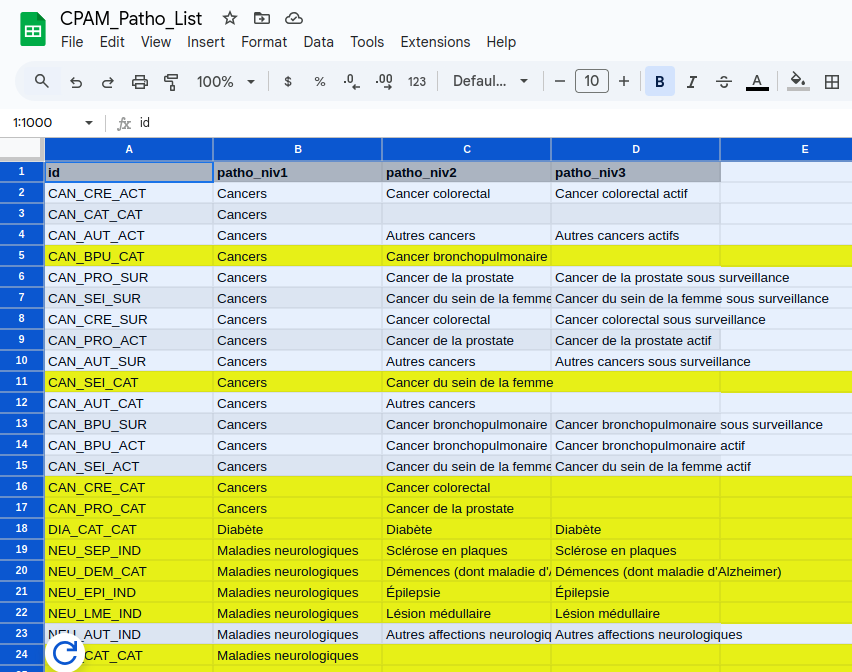 CPAM_Patho_List
File Edit View Insert Format Data Tools Extensions Help
100% $ % .0 .00 123 Defaul... 10 B I S A
1:1000 fx id
A B C D E
1 id patho_niv1 patho_niv2 patho_niv3
2 CAN_CRE_ACT Cancers Cancer colorectal Cancer colorectal actif
3 CAN_CAT_CAT Cancers
4 CAN_AUT_ACT Cancers Autres cancers Autres cancers actifs
5 CAN_BPU_CAT Cancers Cancer bronchopulmonaire
6 CAN_PRO_SUR Cancers Cancer de la prostate Cancer de la prostate sous surveillance
7 CAN_SEI_SUR Cancers Cancer du sein de la femme Cancer du sein de la femme sous surveillance
8 CAN_CRE_SUR Cancers Cancer colorectal Cancer colorectal sous surveillance
9 CAN_PRO_ACT Cancers Cancer de la prostate Cancer de la prostate actif
10 CAN_AUT_SUR Cancers Autres cancers Autres cancers sous surveillance
11 CAN_SEI_CAT Cancers Cancer du sein de la femme
12 CAN_AUT_CAT Cancers Autres cancers
13 CAN_BPU_SUR Cancers Cancer bronchopulmonaire Cancer bronchopulmonaire sous surveillance
14 CAN_BPU_ACT Cancers Cancer bronchopulmonaire Cancer bronchopulmonaire actif
15 CAN_SEI_ACT Cancers Cancer du sein de la femme Cancer du sein de la femme actif
16 CAN_CRE_CAT Cancers Cancer colorectal
17 CAN_PRO_CAT Cancers Cancer de la prostate
18 DIA_CAT_CAT Diabète Diabète Diabète
19 NEU_SEP_IND Maladies neurologiques Sclérose en plaques Sclérose en plaques
20 NEU_DEM_CAT Maladies neurologiques Démences (dont maladie d'A Démences (dont maladie d'Alzheimer)
21 NEU_EPI_IND Maladies neurologiques Épilepsie Épilepsie
22 NEU_LME_IND Maladies neurologiques Lésion médullaire Lésion médullaire
23 NEU_AUT_IND Maladies neurologiques Autres affections neurologiq Autres affections neurologiques
24 _CAT_CAT Maladies neurologiques